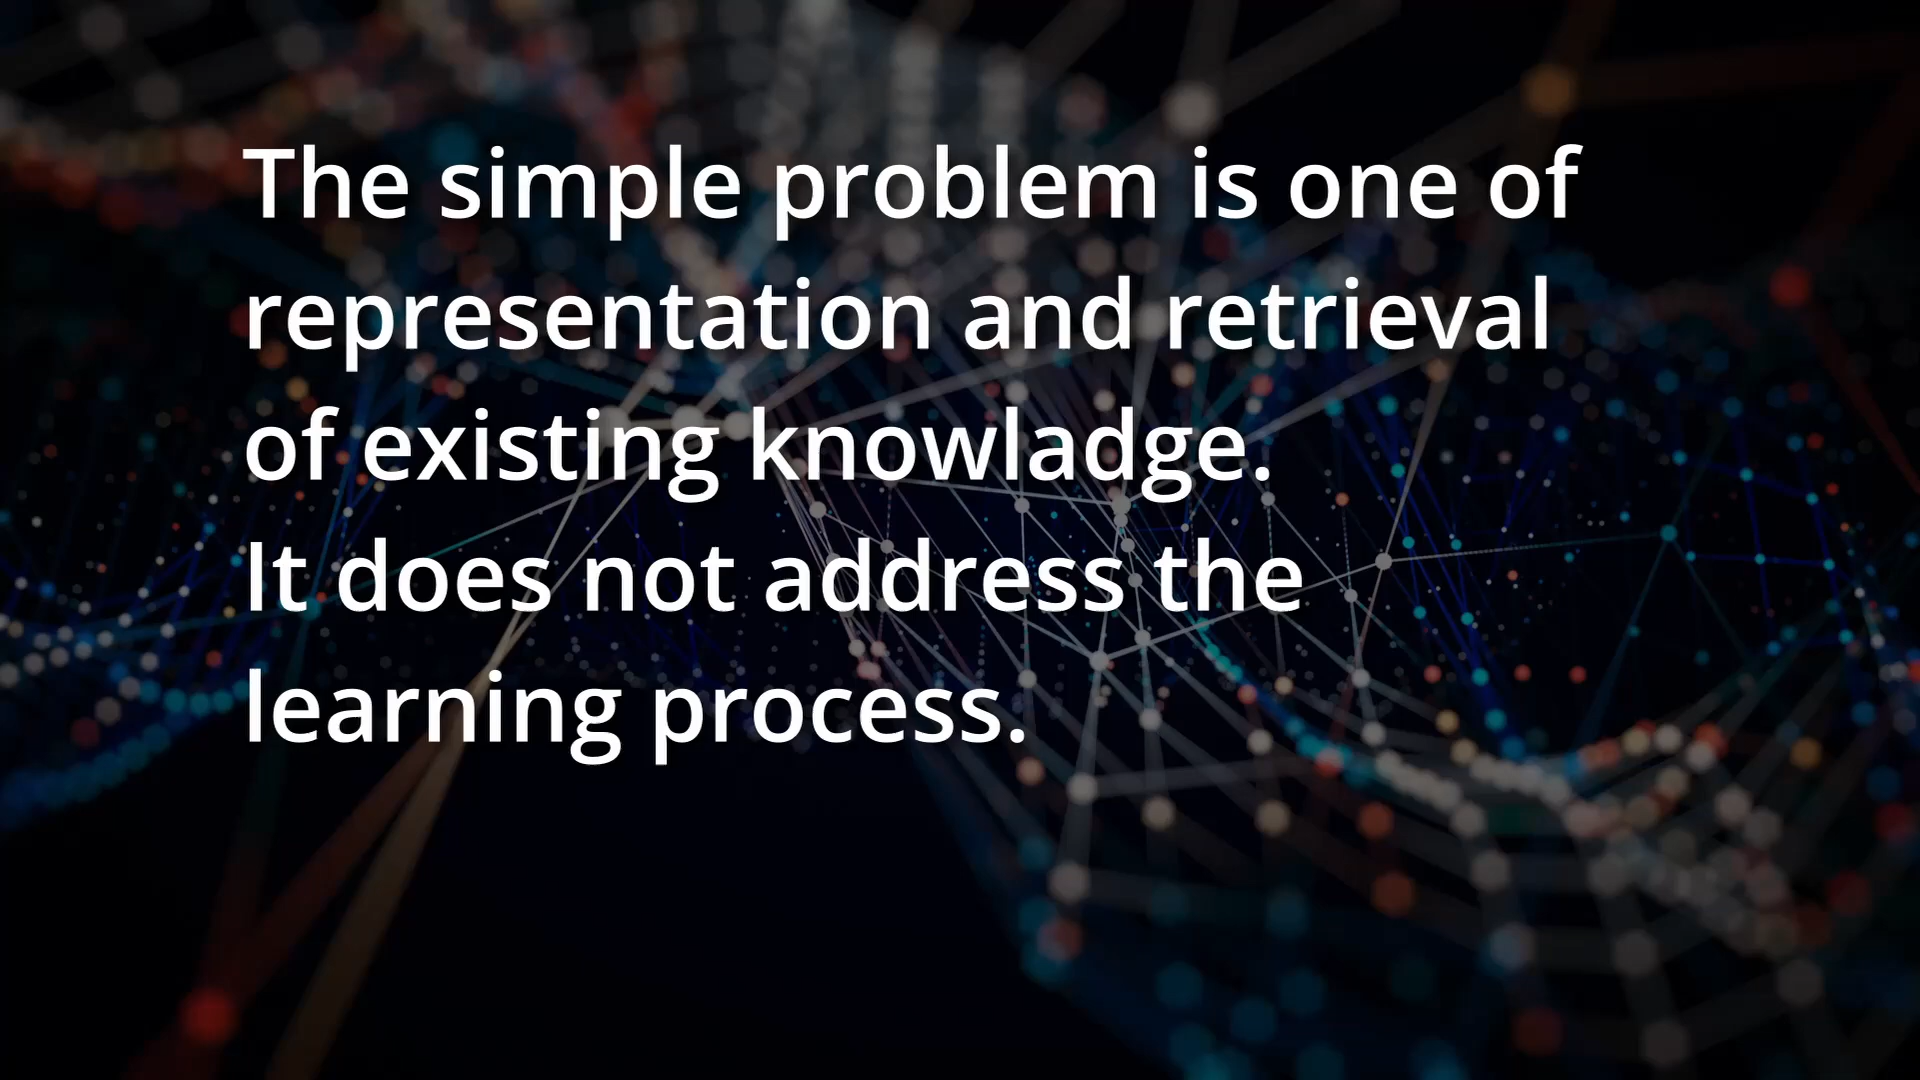 The simple problem is one of
representation and retrieval
of existing knowladge.
It does not address the
learning process.